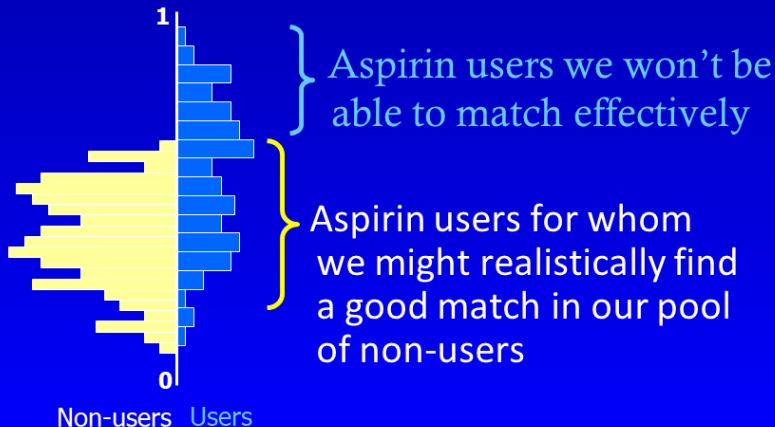 1
Aspirin users we won't be
able to match effectively
Aspirin users for whom
we might realistically find
a good match in our pool
of non-users
0
Non-users Users